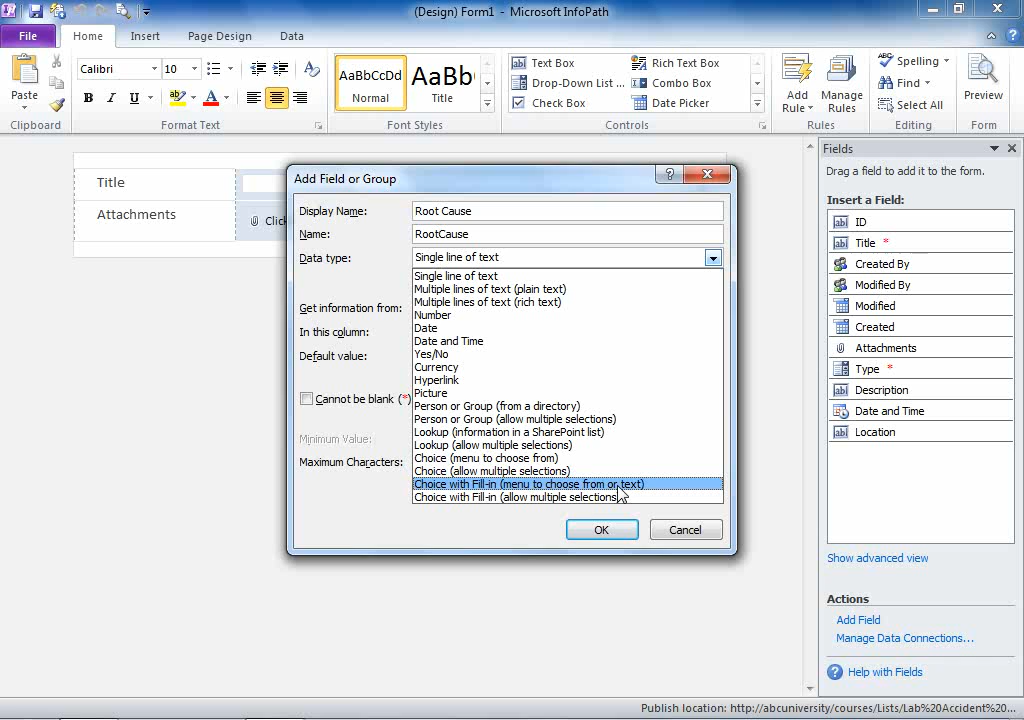 (Design) Form1 - Microsoft InfoPath
File Home Insert Page Design Data
Calibri 10
Paste
B I U ab A
AaBbCcDd AaBb
Normal Title
Text Box Rich Text Box
Drop-Down List ... Combo Box
Check Box Date Picker
Add Rule Manage Rules
Spelling
Find
Select All
Preview
Clipboard Format Text Font Styles Controls Rules Editing Form
Title
Attachments
Click
Add Field or Group
Display Name: Root Cause
Name: RootCause
Data type: Single line of text
Single line of text
Multiple lines of text (plain text)
Multiple lines of text (rich text)
Number
Date
Date and Time
Yes/No
Currency
Hyperlink
Picture
Person or Group (from a directory)
Person or Group (allow multiple selections)
Lookup (information in a SharePoint list)
Lookup (allow multiple selections)
Choice (menu to choose from)
Choice (allow multiple selections)
Choice with Fill-in (menu to choose from or text)
Choice with Fill-in (allow multiple selections
Get information from:
In this column:
Default value:
Cannot be blank (*)
Minimum Value:
Maximum Characters:
OK Cancel
Fields
Drag a field to add it to the form.
Insert a Field:
ID
Title *
Created By
Modified By
Modified
Created
Attachments
Type *
Description
Date and Time
Location
Show advanced view
Actions
Add Field
Manage Data Connections...
Help with Fields
Publish location: http://abcuniversity/courses/Lists/Lab%20Accident%20...